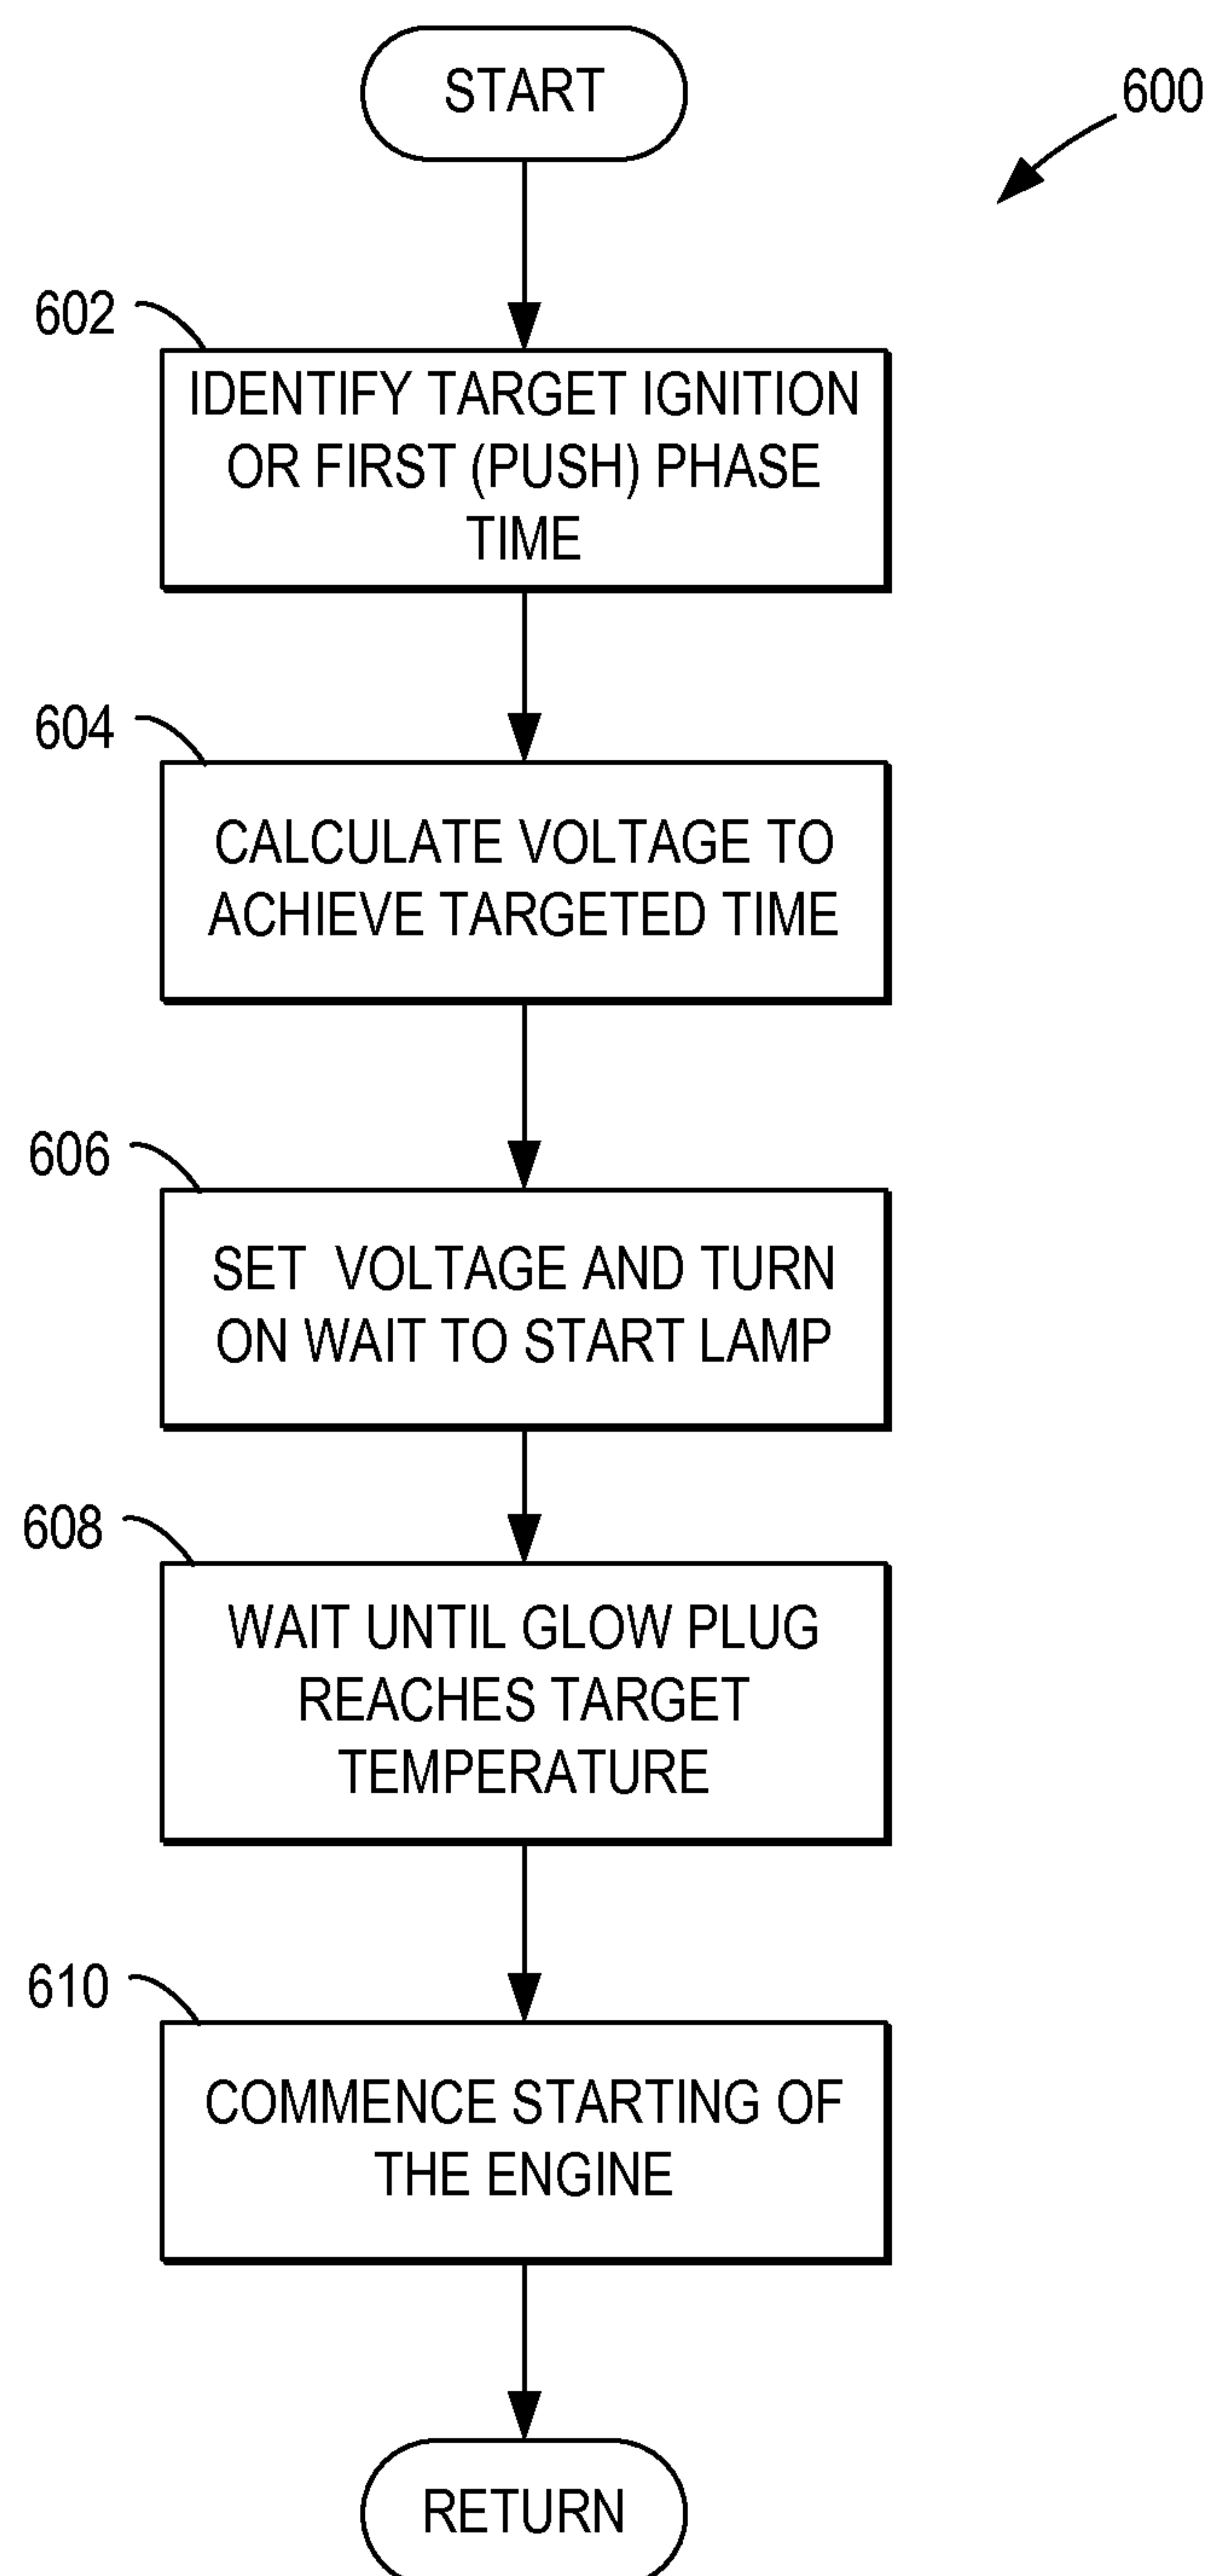 START
600
602
IDENTIFY TARGET IGNITION
OR FIRST (PUSH) PHASE
TIME
604
CALCULATE VOLTAGE TO
ACHIEVE TARGETED TIME
606
SET VOLTAGE AND TURN
ON WAIT TO START LAMP
608
WAIT UNTIL GLOW PLUG
REACHES TARGET
TEMPERATURE
610
COMMENCE STARTING OF
THE ENGINE
RETURN